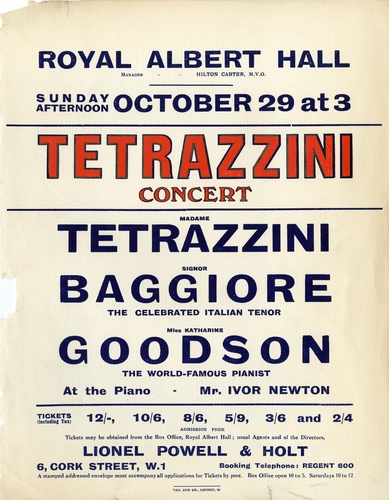 ROYAL ALBERT HALL
MANAGER - - HILTON CARTER, M.V.O.
SUNDAY AFTERNOON OCTOBER 29 at 3
TETRAZZINI
CONCERT
MADAME
TETRAZZINI
SIGNOR
BAGGIORE
THE CELEBRATED ITALIAN TENOR
Miss KATHARINE
GOODSON
THE WORLD-FAMOUS PIANIST
At the Piano - Mr. IVOR NEWTON
TICKETS (including Tax) 12/-, 10/6, 8/6, 5/9, 3/6 and 2/4
ADMISSION FREE
Tickets may be obtained from the Box Office, Royal Albert Hall; usual Agents and of the Directors,
LIONEL POWELL & HOLT
6, CORK STREET, W.1 Booking Telephone: REGENT 600
A stamped addressed envelope must accompany all applications for Tickets by post. Box Office open 10 to 5. Saturdays 10 to 12